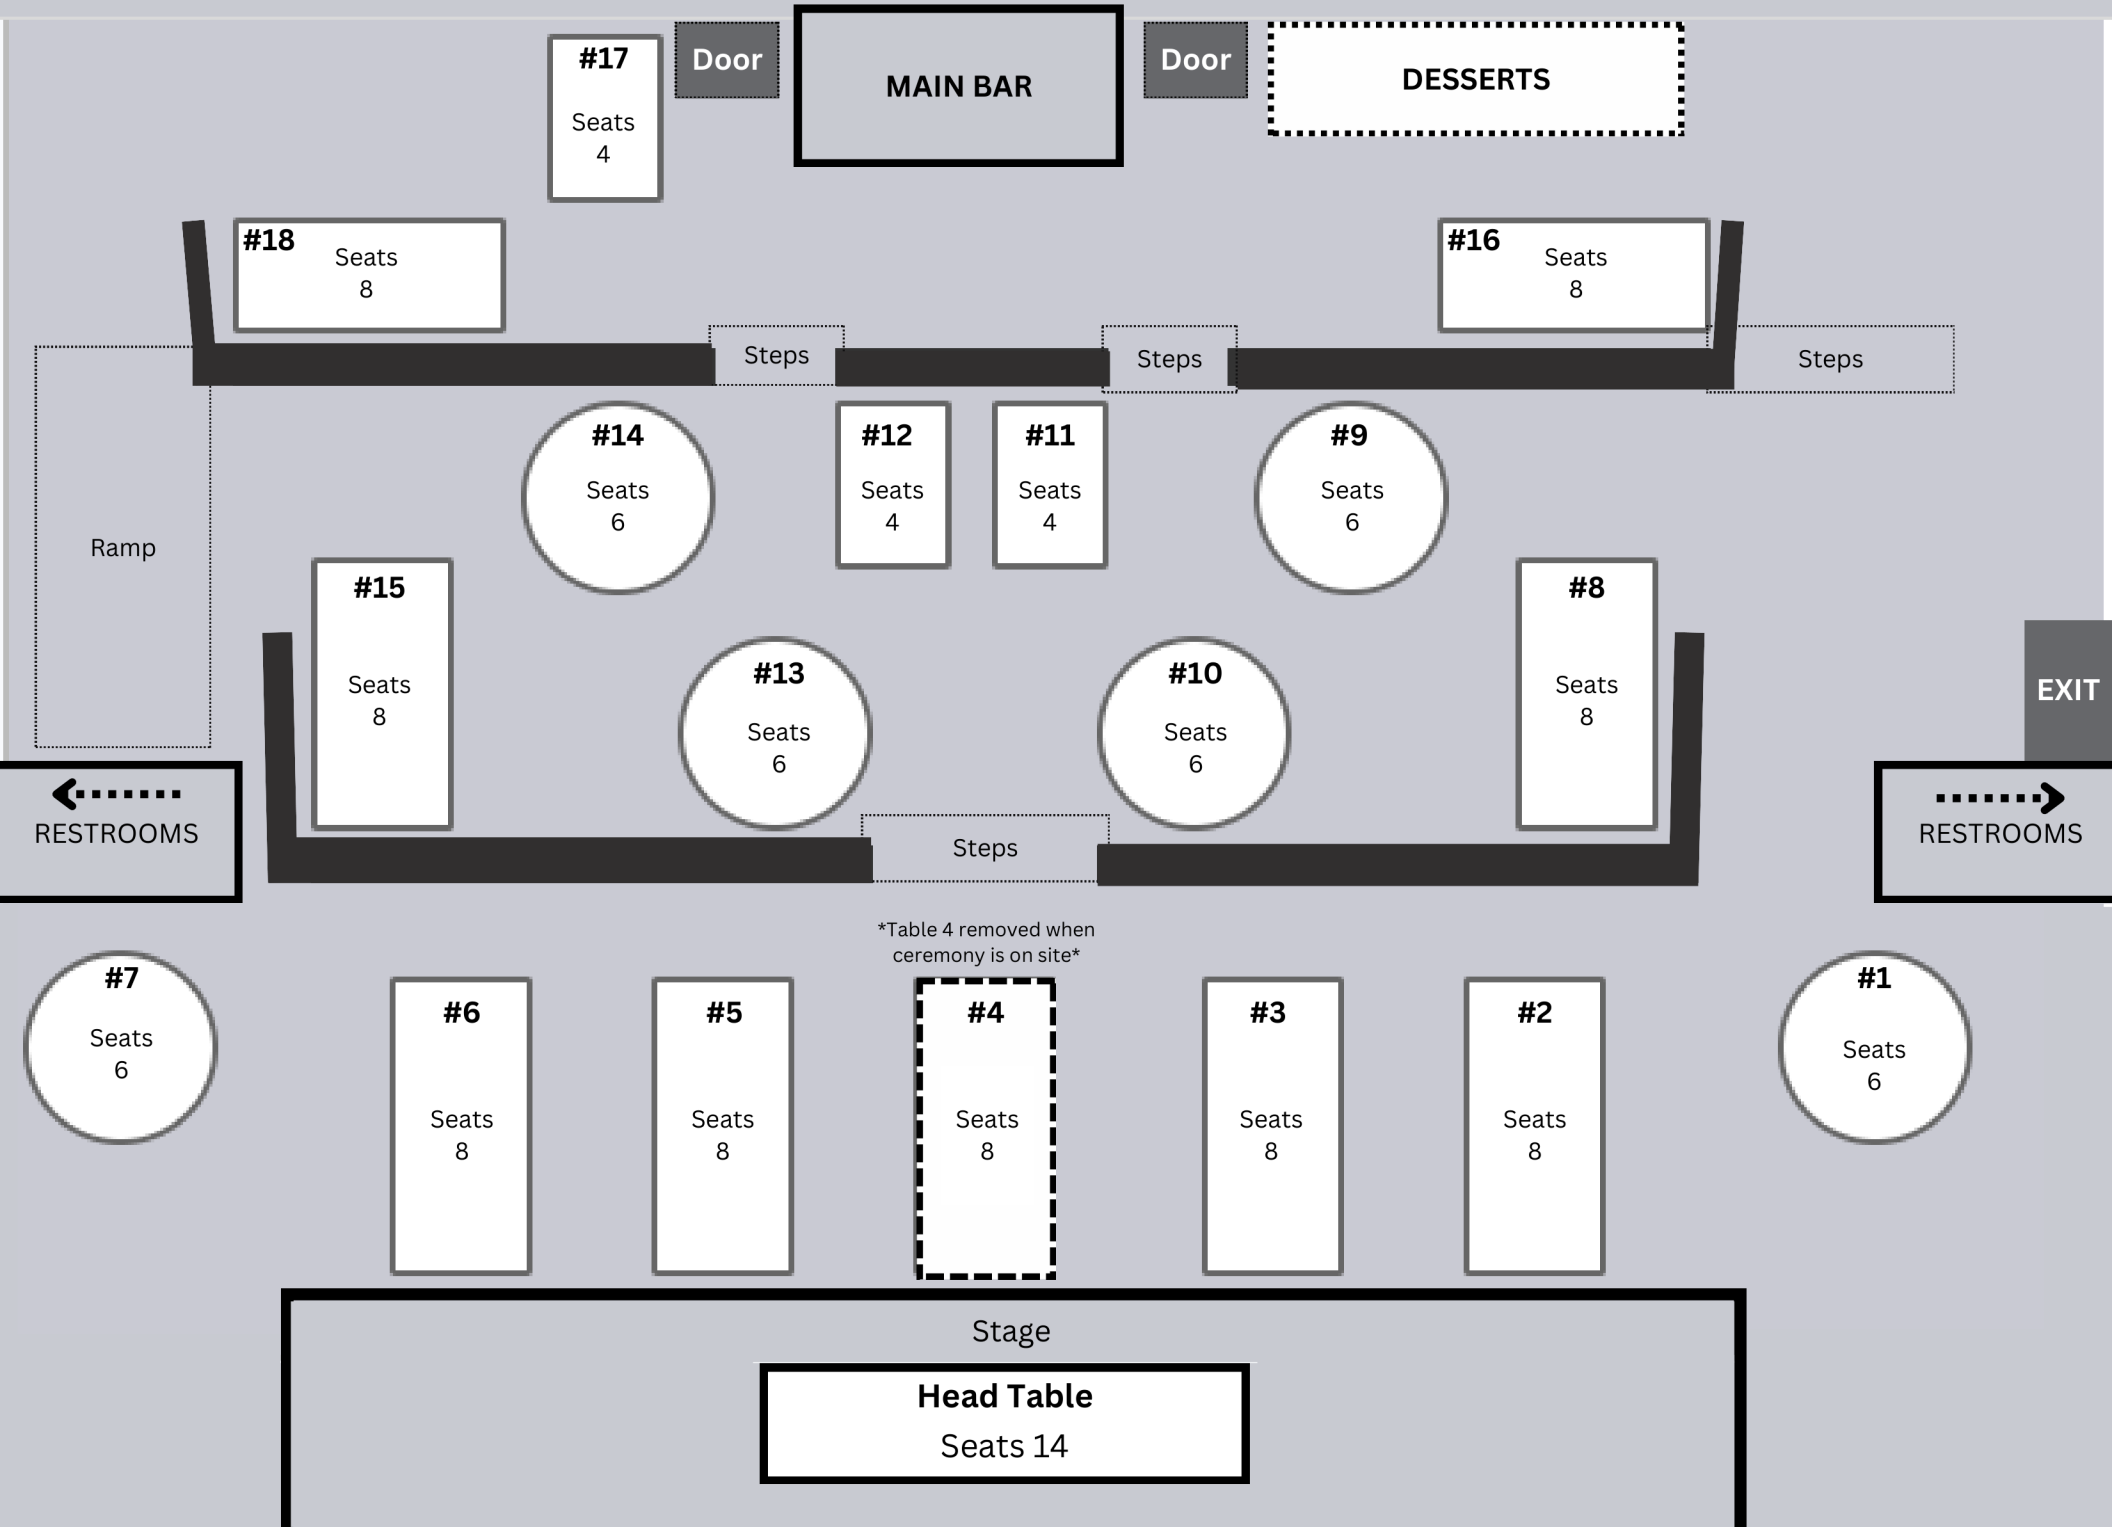 #17
Seats
4
Door
MAIN BAR
Door
DESSERTS
#18
Seats
8
#16
Seats
8
Steps
Steps
Steps
Ramp
#14
Seats
6
#12
Seats
4
#11
Seats
4
#9
Seats
6
#15
Seats
8
#13
Seats
6
#10
Seats
6
#8
Seats
8
EXIT
RESTROOMS
Steps
RESTROOMS
*Table 4 removed when
ceremony is on site*
#7
Seats
6
#6
Seats
8
#5
Seats
8
#4
Seats
8
#3
Seats
8
#2
Seats
8
#1
Seats
6
Stage
Head Table
Seats 14